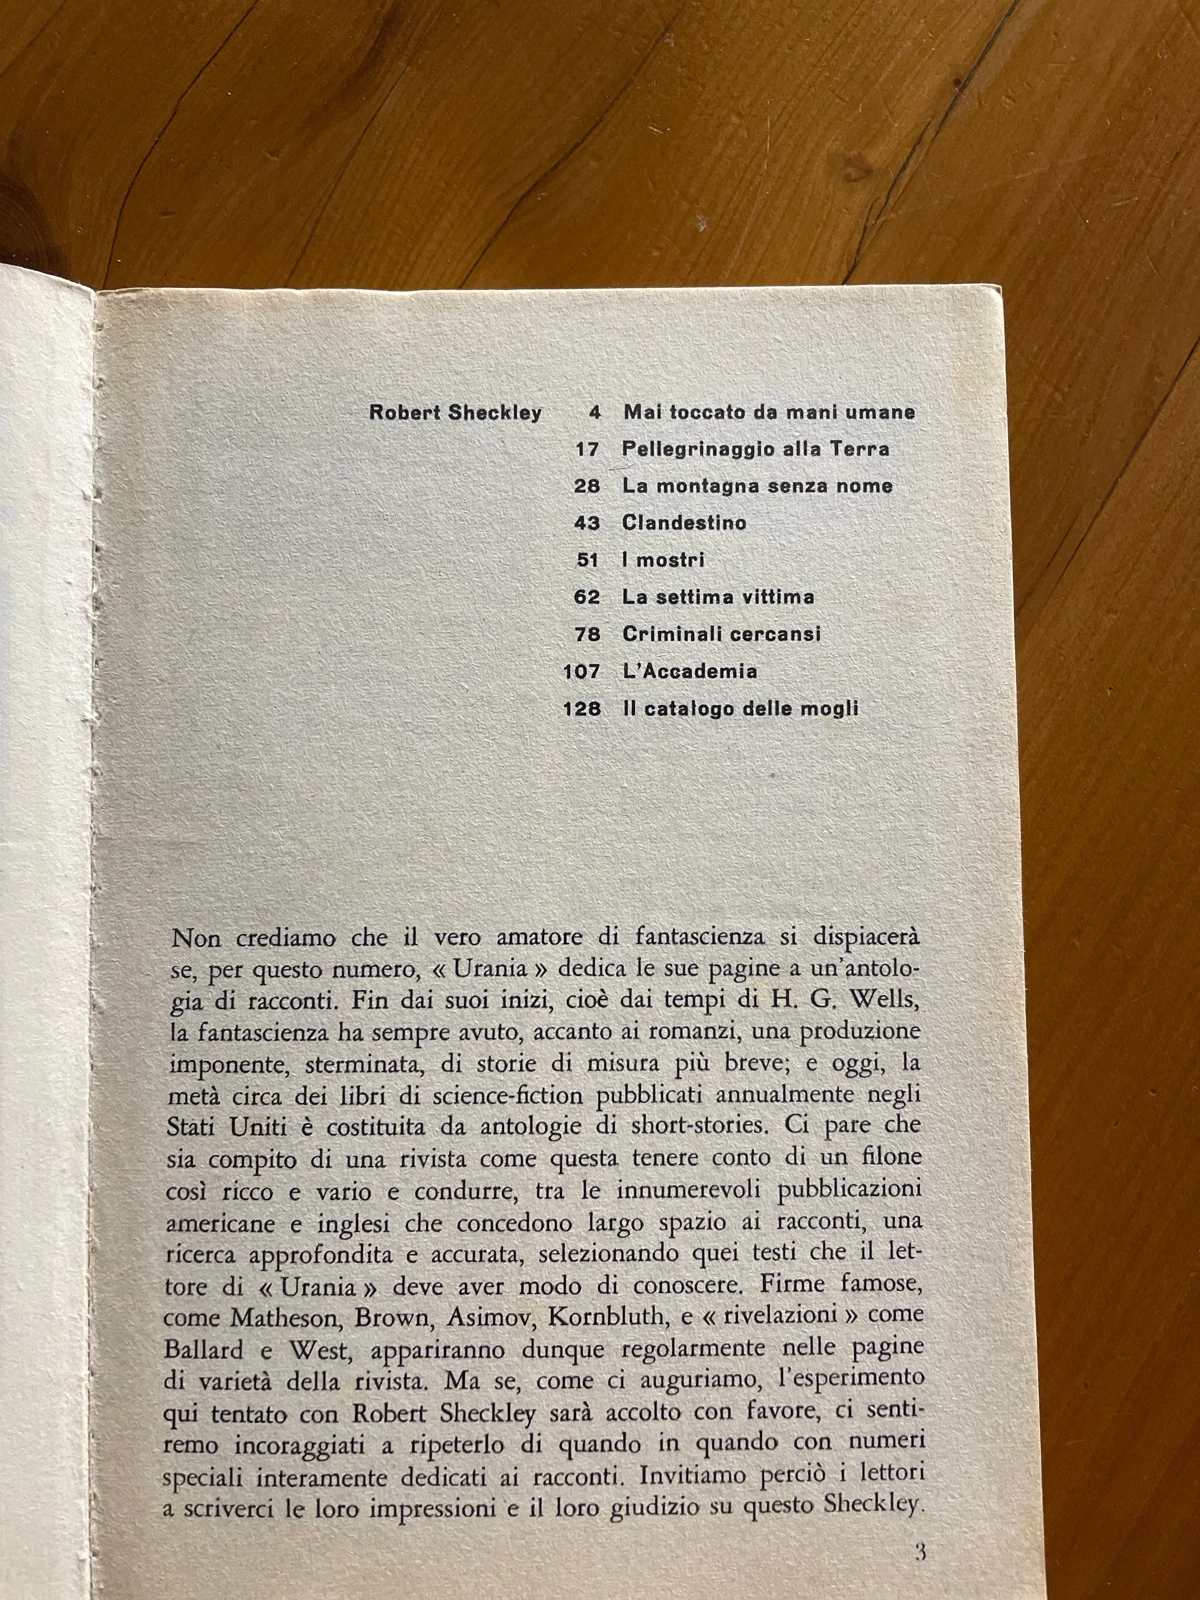 Robert Sheckley 4 Mai toccato da mani umane
17 Pellegrinaggio alla Terra
28 La montagna senza nome
43 Clandestino
51 I mostri
62 La settima vittima
78 Criminali cercansi
107 L'Accademia
128 Il catalogo delle mogli
Non crediamo che il vero amatore di fantascienza si dispiacerà
se, per questo numero, « Urania » dedica le sue pagine a un'antolo-
gia di racconti. Fin dai suoi inizi, cioè dai tempi di H. G. Wells,
la fantascienza ha sempre avuto, accanto ai romanzi, una produzione
imponente, sterminata, di storie di misura più breve; e oggi, la
metà circa dei libri di science-fiction pubblicati annualmente negli
Stati Uniti è costituita da antologie di short-stories. Ci pare che
sia compito di una rivista come questa tenere conto di un filone
così ricco e vario e condurre, tra le innumerevoli pubblicazioni
americane e inglesi che concedono largo spazio ai racconti, una
ricerca approfondita e accurata, selezionando quei testi che il let-
tore di « Urania » deve aver modo di conoscere. Firme famose,
come Matheson, Brown, Asimov, Kornbluth, e « rivelazioni » come
Ballard e West, appariranno dunque regolarmente nelle pagine
di varietà della rivista. Ma se, come ci auguriamo, l'esperimento
qui tentato con Robert Sheckley sarà accolto con favore, ci senti-
remo incoraggiati a ripeterlo di quando in quando con numeri
speciali interamente dedicati ai racconti. Invitiamo perciò i lettori
a scriverci le loro impressioni e il loro giudizio su questo Sheckley.
3